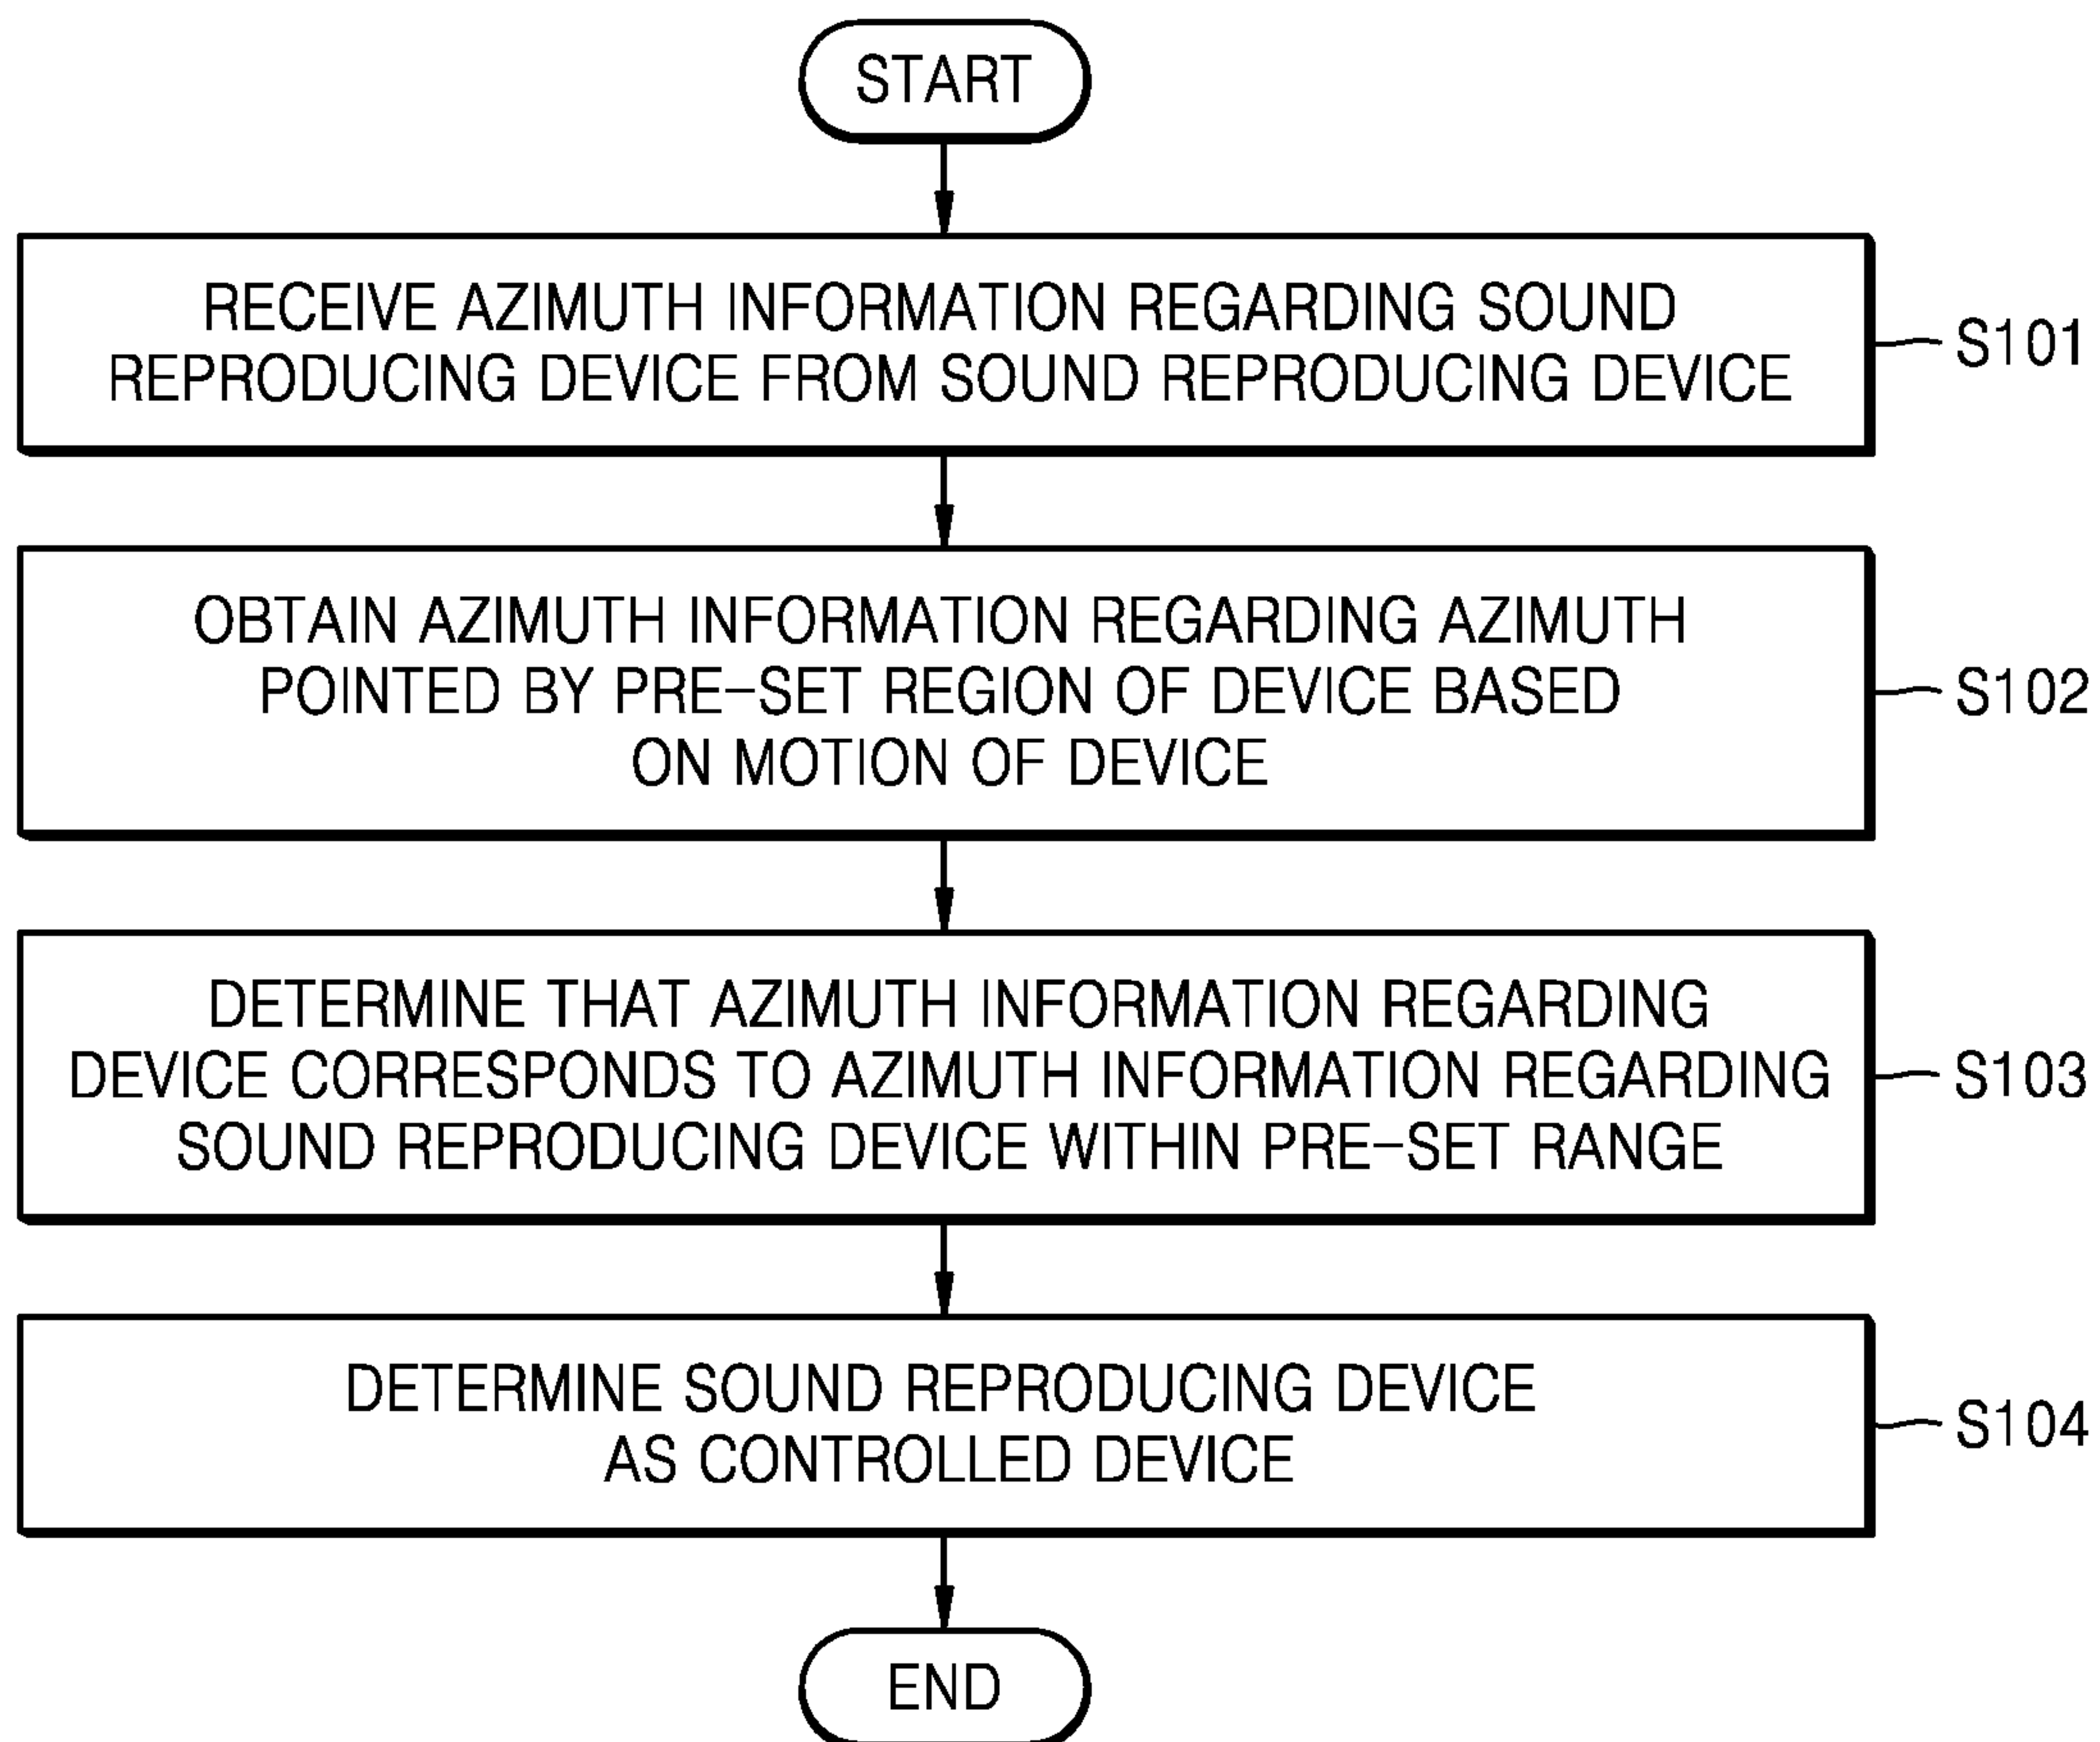 START
RECEIVE AZIMUTH INFORMATION REGARDING SOUND
REPRODUCING DEVICE FROM SOUND REPRODUCING DEVICE
S101
OBTAIN AZIMUTH INFORMATION REGARDING AZIMUTH
POINTED BY PRE-SET REGION OF DEVICE BASED
ON MOTION OF DEVICE
S102
DETERMINE THAT AZIMUTH INFORMATION REGARDING
DEVICE CORRESPONDS TO AZIMUTH INFORMATION REGARDING
SOUND REPRODUCING DEVICE WITHIN PRE-SET RANGE
S103
DETERMINE SOUND REPRODUCING DEVICE
AS CONTROLLED DEVICE
S104
END